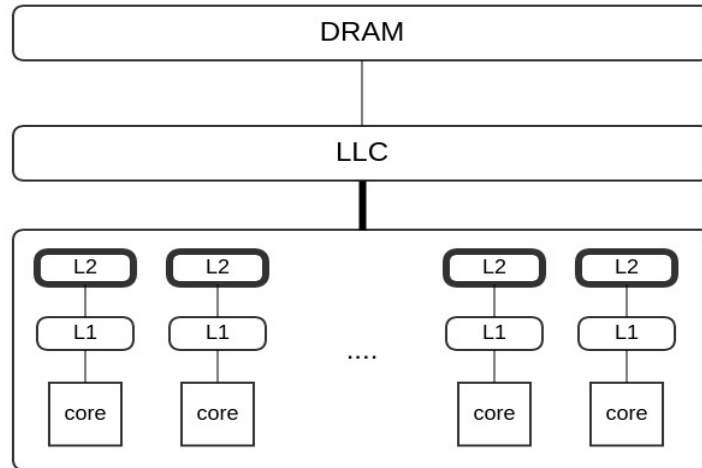 DRAM
LLC
L2 L2 L2 L2
L1 L1 .... L1 L1
core core core core